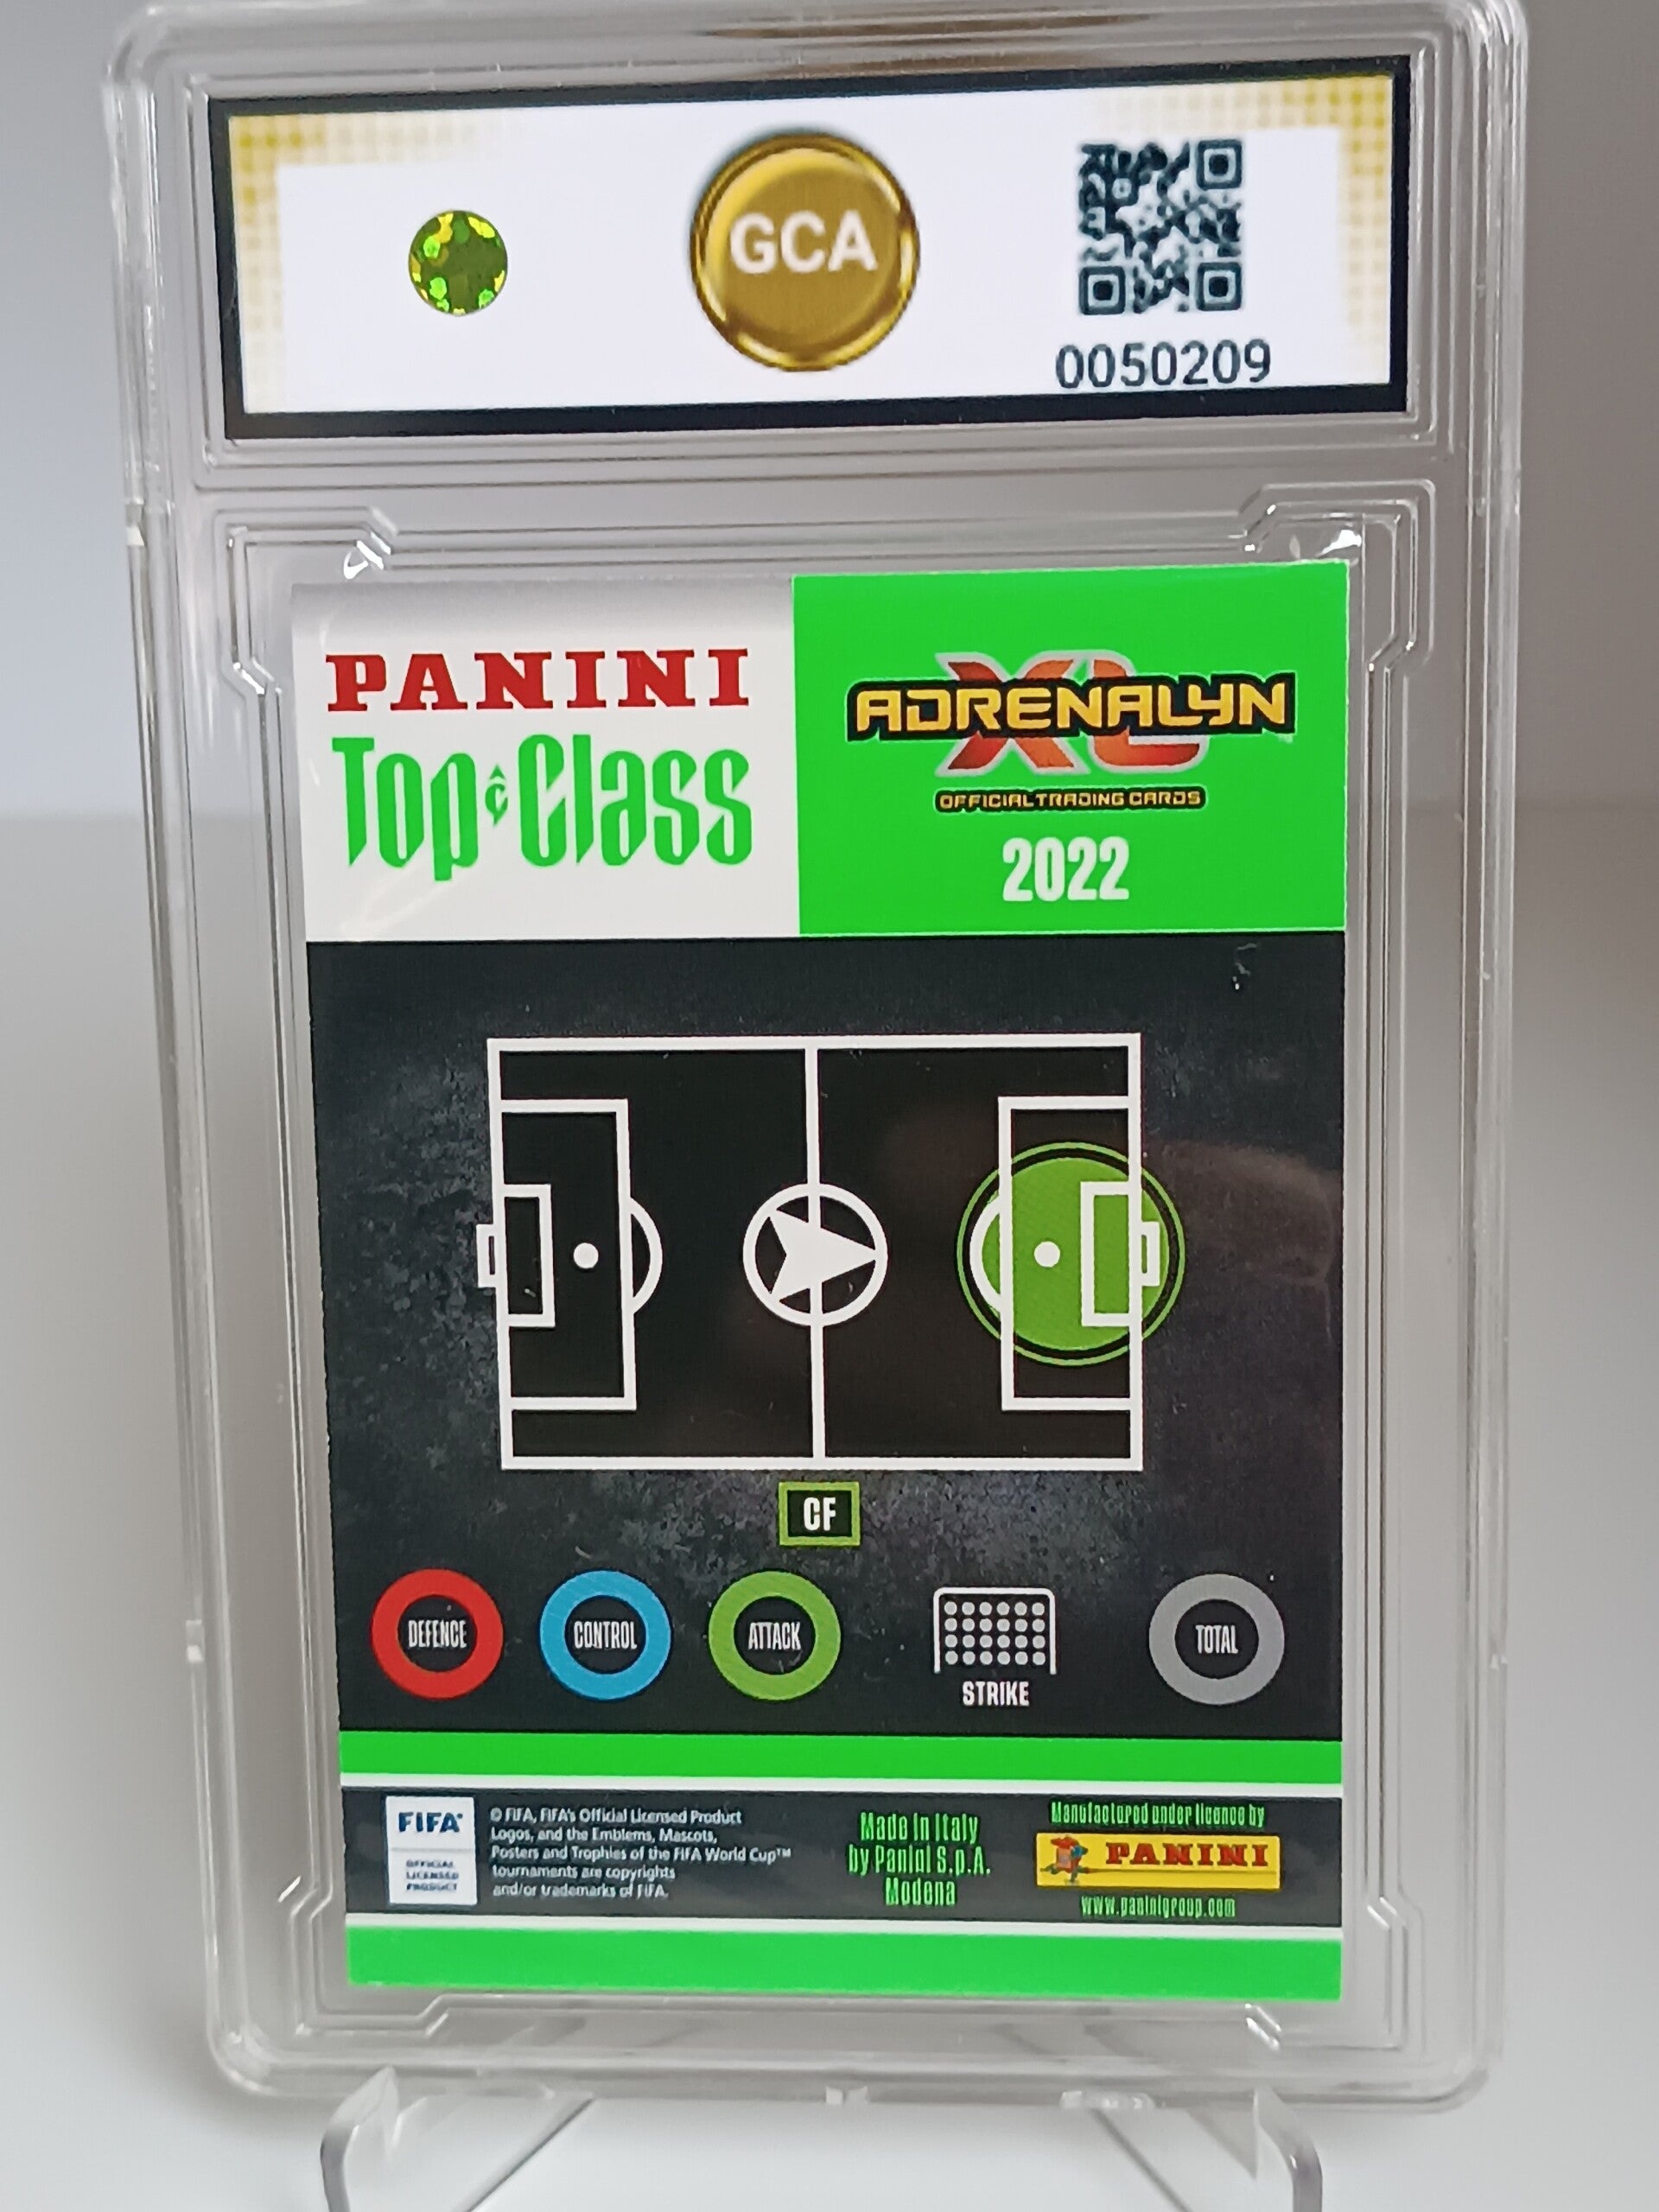 GCA
0050209
PANINI
Top Class
ADRENALYN
XL
OFFICIAL TRADING CARDS
2022
CF
DEFENCE
CONTROL
ATTACK
STRIKE
TOTAL
FIFA
OFFICIAL
LICENSED
PRODUCT
© FIFA, FIFA's Official Licensed Product
Logos, and the Emblems, Mascots,
Posters and Trophies of the FIFA World Cup™
tournaments are copyrights
and/or trademarks of FIFA.
Made in Italy
by Panini S.p.A.
Modena
Manufactured under licence by
PANINI
www.paninigroup.com